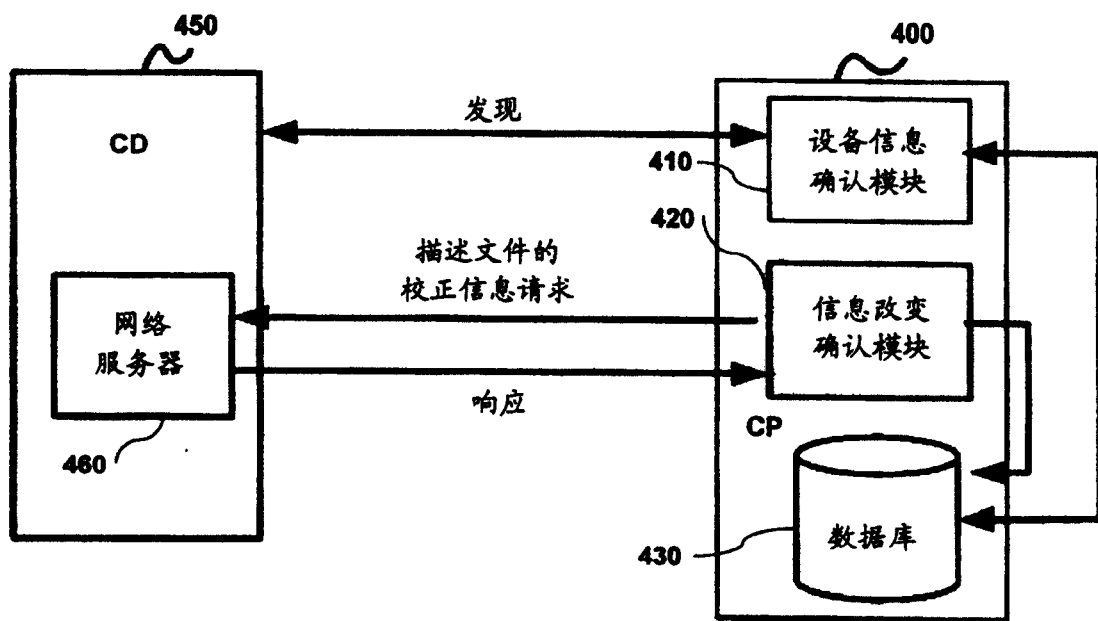 450
400
CD
发现
设备信息
确认模块
410
420
描述文件的
校正信息请求
信息改变
确认模块
网络
服务器
响应
CP
460
430
数据库